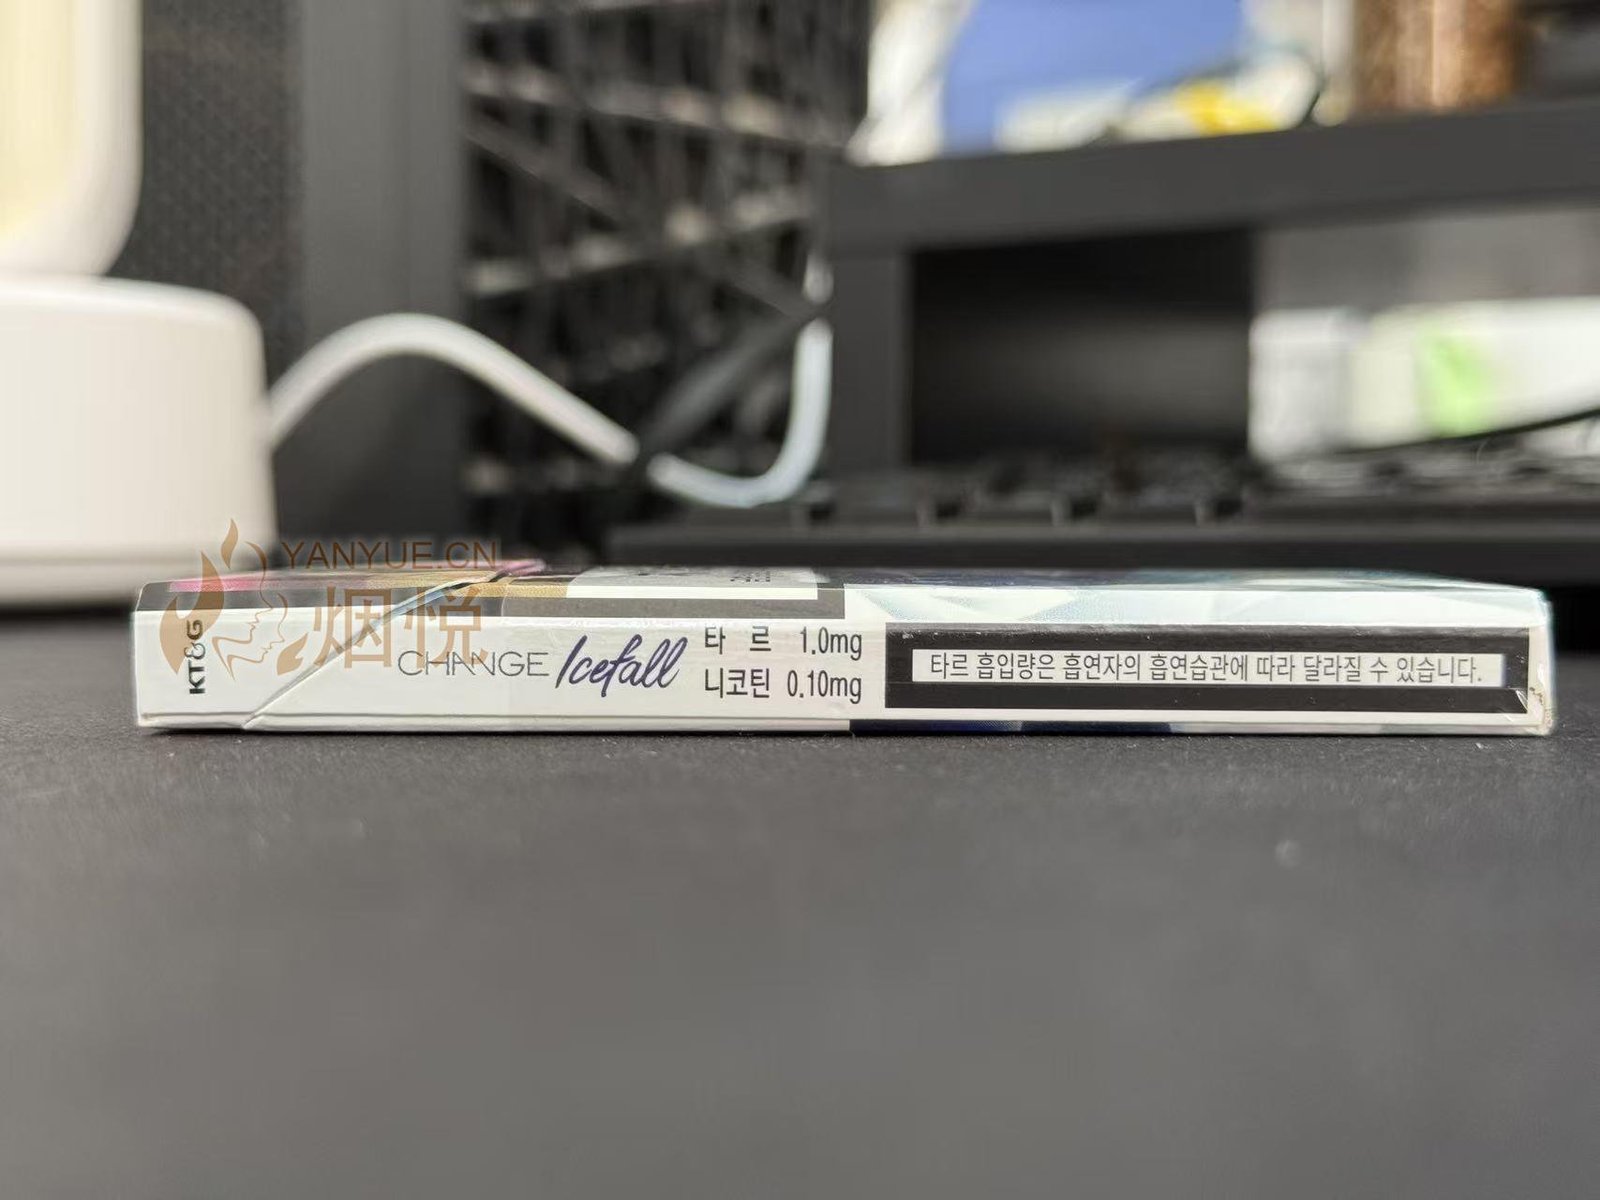 YANYUE.CN
烟悦
KT&G
CHANGE Icefall
타 르 1.0mg
니코틴 0.10mg
타르 흡입량은 흡연자의 흡연습관에 따라 달라질 수 있습니다.